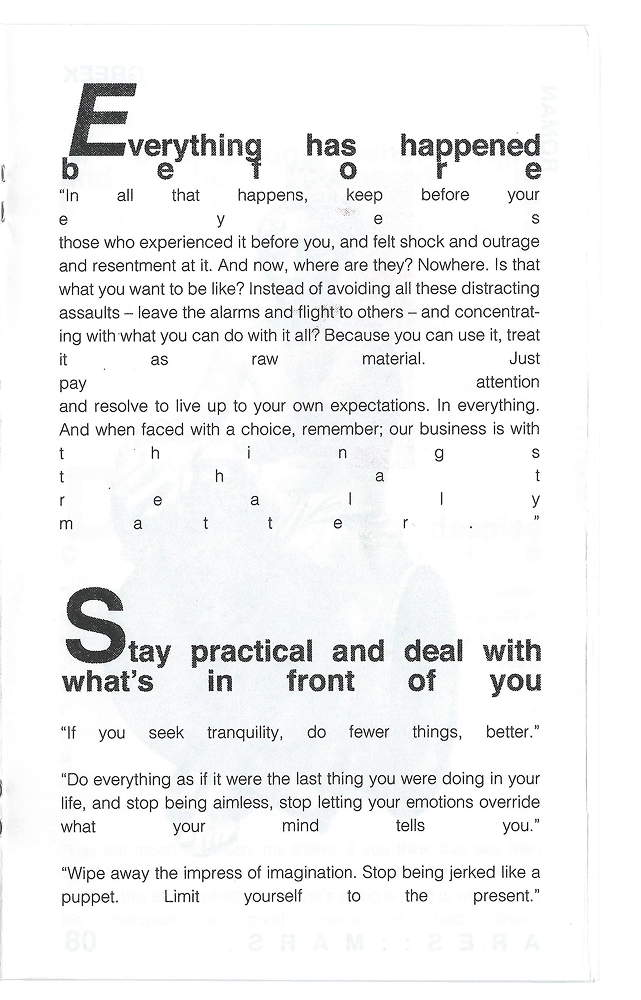 Everything has happened
before
“In all that happens, keep before your
eyes
those who experienced it before you, and felt shock and outrage
and resentment at it. And now, where are they? Nowhere. Is that
what you want to be like? Instead of avoiding all these distracting
assaults – leave the alarms and flight to others – and concentrat-
ing with what you can do with it all? Because you can use it, treat
it as raw material. Just
pay attention
and resolve to live up to your own expectations. In everything.
And when faced with a choice, remember; our business is with
things
that
really
matter.”
Stay practical and deal with
what’s in front of you
“If you seek tranquility, do fewer things, better.”
“Do everything as if it were the last thing you were doing in your
life, and stop being aimless, stop letting your emotions override
what your mind tells you.”
“Wipe away the impress of imagination. Stop being jerked like a
puppet. Limit yourself to the present.”
GREEK
ROMAN
ARES::MARS
08